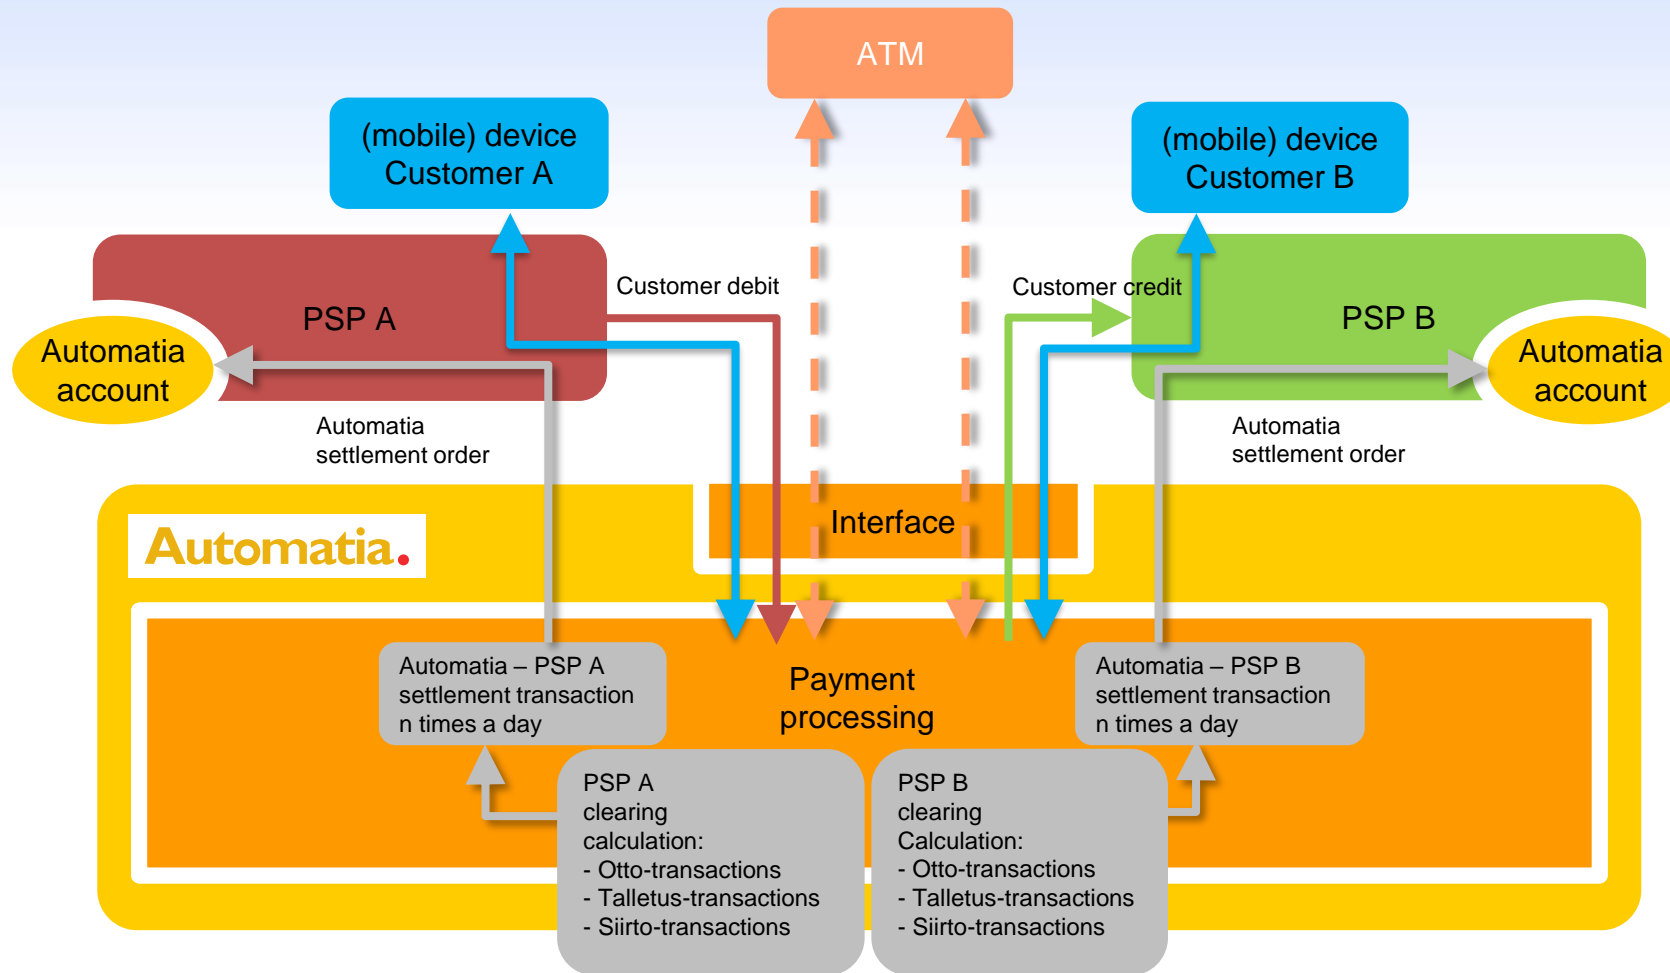 ATM
(mobile) device
Customer A
(mobile) device
Customer B
Customer debit
Customer credit
PSP A
PSP B
Automatia
account
Automatia
account
Automatia
settlement order
Automatia
settlement order
Interface
Automatia.
Automatia – PSP A
settlement transaction
n times a day
Payment
processing
Automatia – PSP B
settlement transaction
n times a day
PSP A
clearing
calculation:
- Otto-transactions
- Talletus-transactions
- Siirto-transactions
PSP B
clearing
Calculation:
- Otto-transactions
- Talletus-transactions
- Siirto-transactions